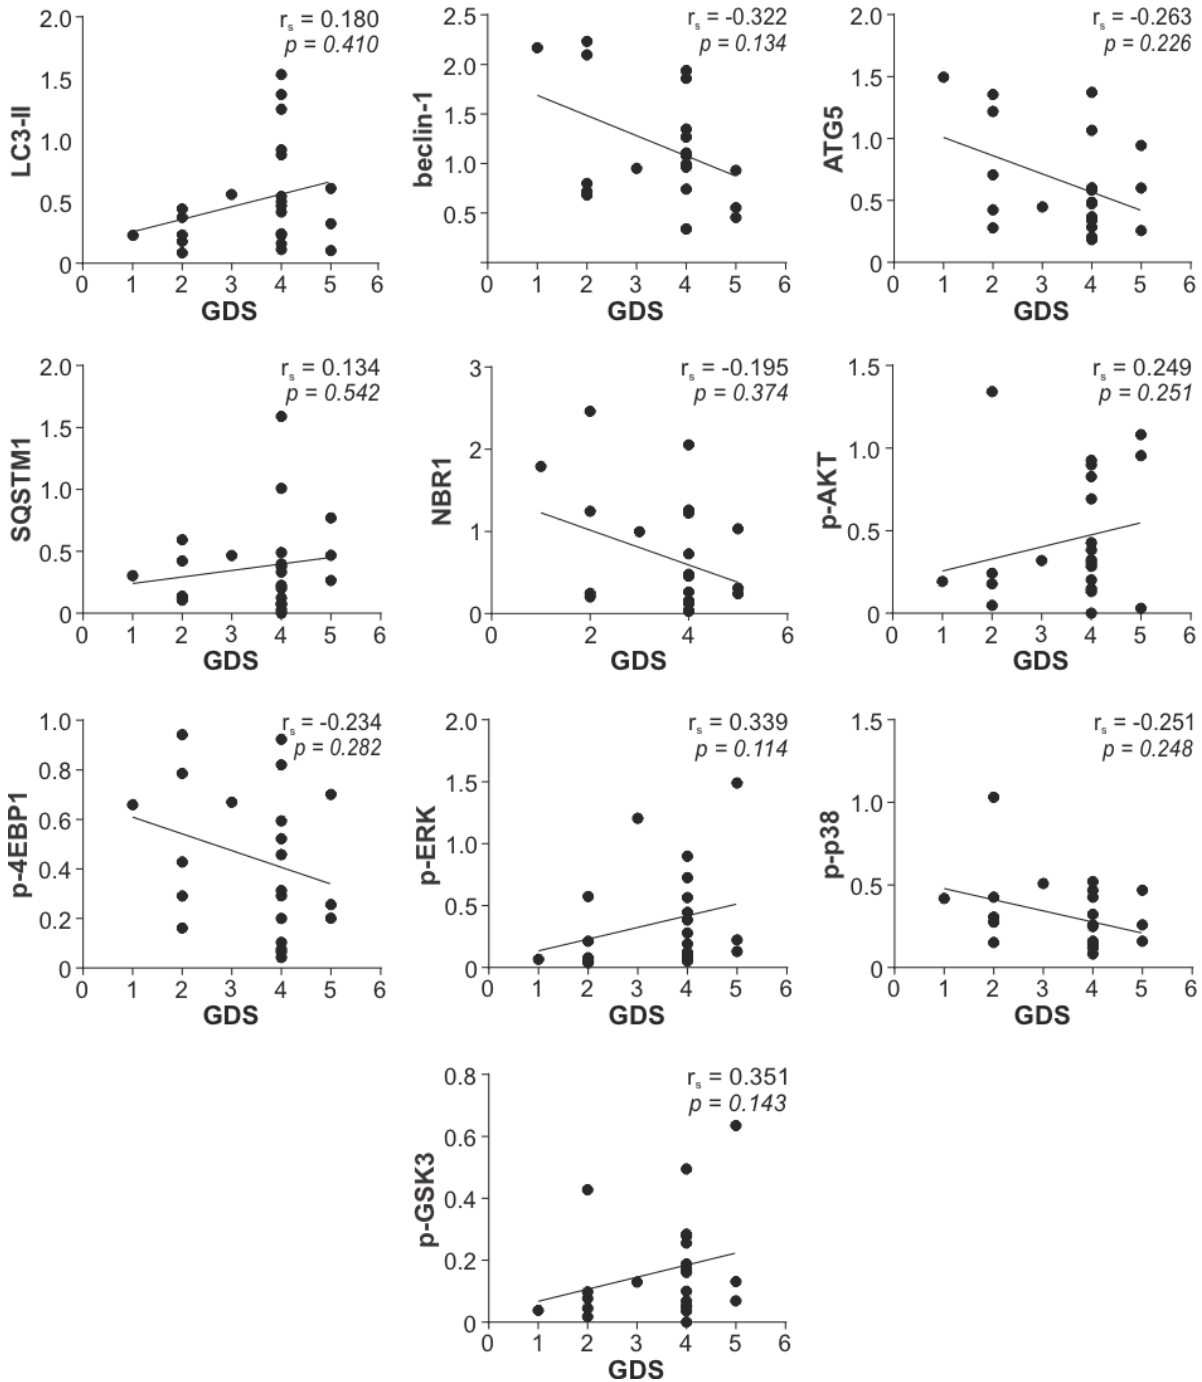 2.0
1.5
1.0
0.5
0
LC3-II
rs = 0.180
p = 0.410
0 1 2 3 4 5 6
GDS
2.5
2.0
1.5
1.0
0.5
beclin-1
rs = -0.322
p = 0.134
0 1 2 3 4 5 6
GDS
2.0
1.5
1.0
0.5
0
ATG5
rs = -0.263
p = 0.226
0 1 2 3 4 5 6
GDS
2.0
1.5
1.0
0.5
0
SQSTM1
rs = 0.134
p = 0.542
0 1 2 3 4 5 6
GDS
3
2
1
0
NBR1
rs = -0.195
p = 0.374
0 2 4 6
GDS
1.5
1.0
0.5
0
p-AKT
rs = 0.249
p = 0.251
0 1 2 3 4 5 6
GDS
1.0
0.8
0.6
0.4
0.2
0
p-4EBP1
rs = -0.234
p = 0.282
0 1 2 3 4 5 6
GDS
2.0
1.5
1.0
0.5
0
p-ERK
rs = 0.339
p = 0.114
0 1 2 3 4 5 6
GDS
1.5
1.0
0.5
0
p-p38
rs = -0.251
p = 0.248
0 1 2 3 4 5 6
GDS
0.8
0.6
0.4
0.2
0
p-GSK3
rs = 0.351
p = 0.143
0 1 2 3 4 5 6
GDS